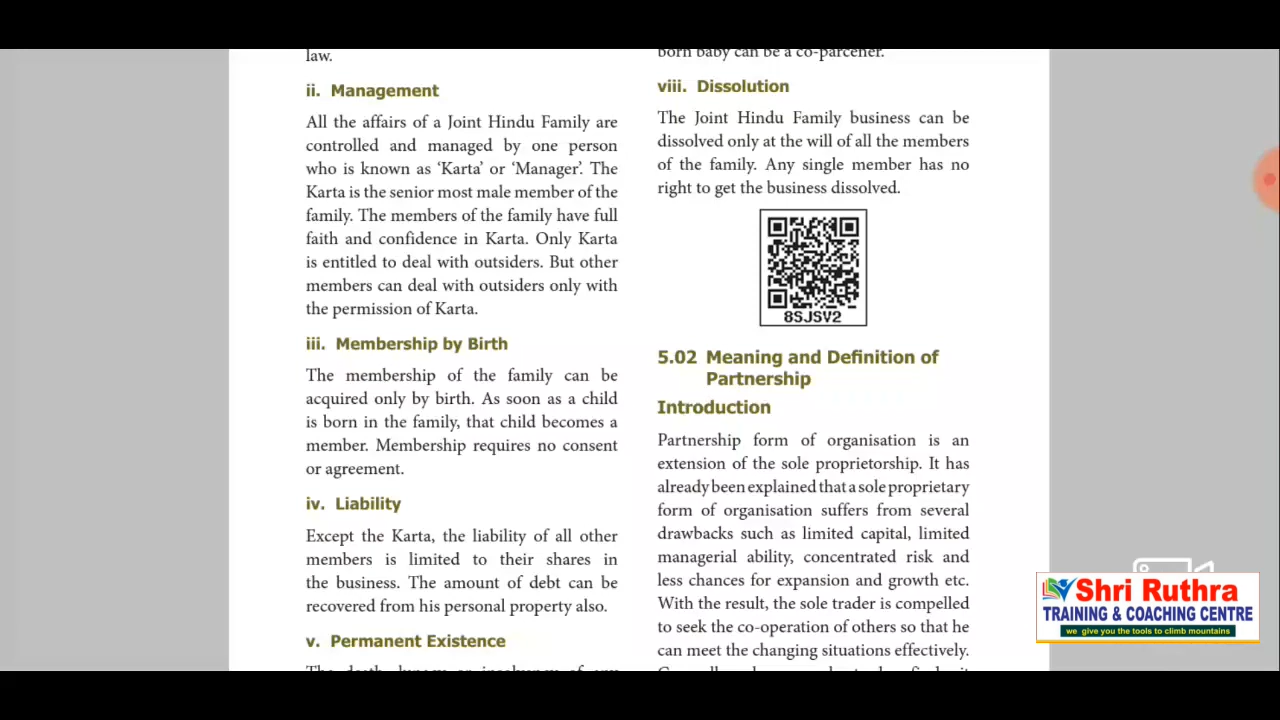 law.
ii. Management
All the affairs of a Joint Hindu Family are
controlled and managed by one person
who is known as ‘Karta’ or ‘Manager’. The
Karta is the senior most male member of the
family. The members of the family have full
faith and confidence in Karta. Only Karta
is entitled to deal with outsiders. But other
members can deal with outsiders only with
the permission of Karta.
iii. Membership by Birth
The membership of the family can be
acquired only by birth. As soon as a child
is born in the family, that child becomes a
member. Membership requires no consent
or agreement.
iv. Liability
Except the Karta, the liability of all other
members is limited to their shares in
the business. The amount of debt can be
recovered from his personal property also.
v. Permanent Existence
The death, lunacy or insolvency of any
born baby can be a co-parcener.
viii. Dissolution
The Joint Hindu Family business can be
dissolved only at the will of all the members
of the family. Any single member has no
right to get the business dissolved.
8SJSV2
5.02 Meaning and Definition of
Partnership
Introduction
Partnership form of organisation is an
extension of the sole proprietorship. It has
already been explained that a sole proprietary
form of organisation suffers from several
drawbacks such as limited capital, limited
managerial ability, concentrated risk and
less chances for expansion and growth etc.
With the result, the sole trader is compelled
to seek the co-operation of others so that he
can meet the changing situations effectively.
Shri Ruthra
TRAINING & COACHING CENTRE
we give you the tools to climb mountains